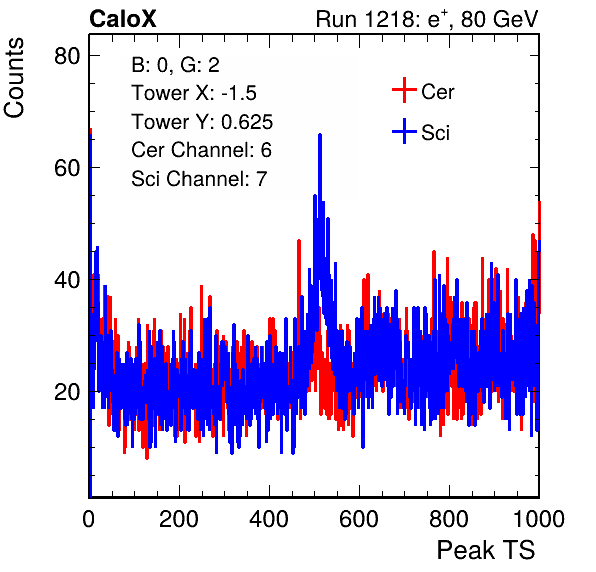 CaloX Run 1218: e⁺, 80 GeV
Counts
80
60
40
20
B: 0, G: 2
Tower X: -1.5
Tower Y: 0.625
Cer Channel: 6
Sci Channel: 7
Cer
Sci
0 200 400 600 800 1000
Peak TS